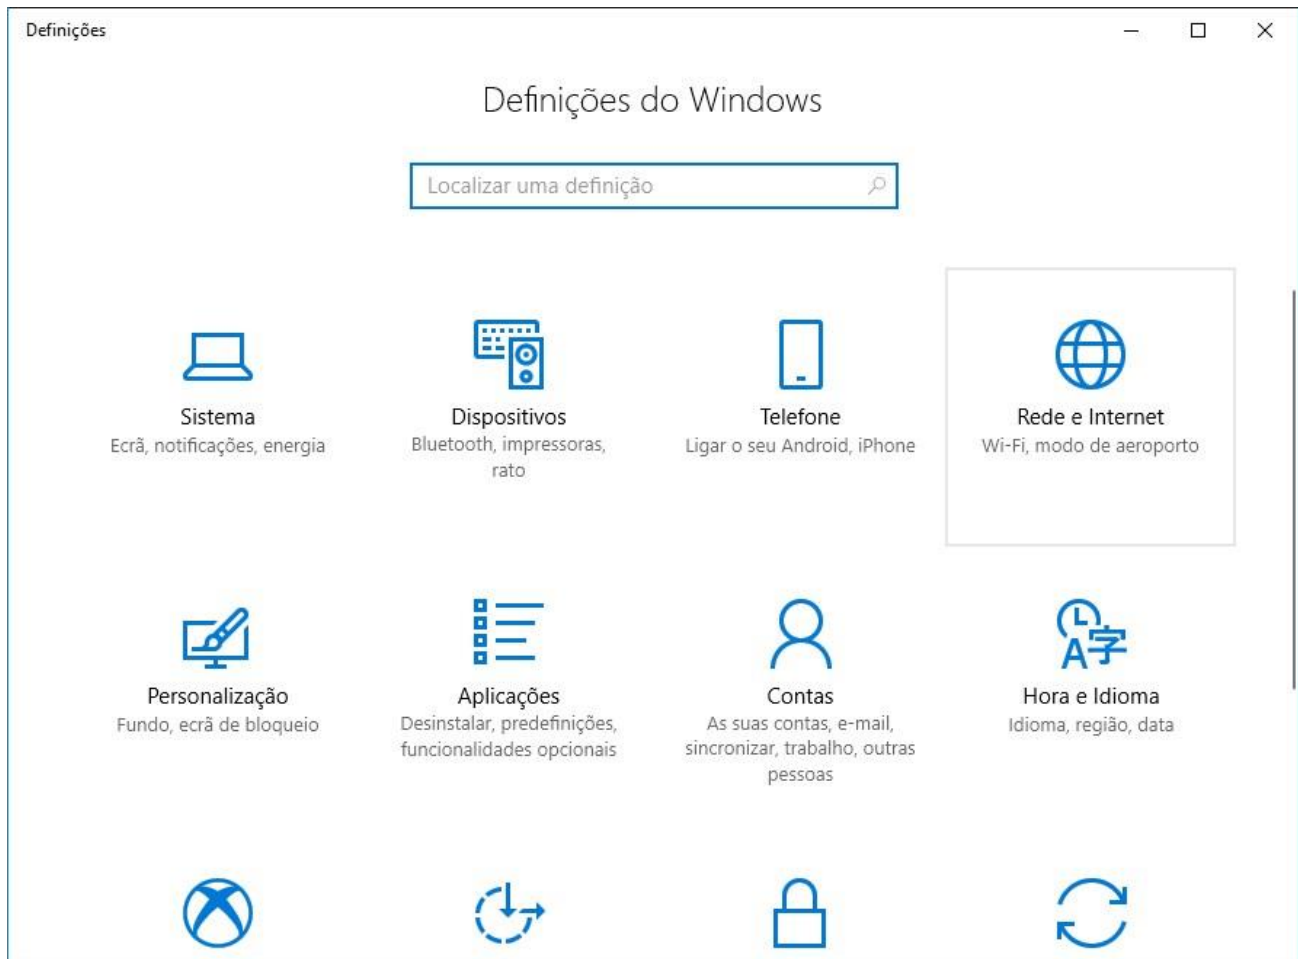 Definições
Definições do Windows
Localizar uma definição
Sistema
Ecrã, notificações, energia
Dispositivos
Bluetooth, impressoras,
rato
Telefone
Ligar o seu Android, iPhone
Rede e Internet
Wi-Fi, modo de aeroporto
Personalização
Fundo, ecrã de bloqueio
Aplicações
Desinstalar, predefinições,
funcionalidades opcionais
Contas
As suas contas, e-mail,
sincronizar, trabalho, outras
pessoas
Hora e Idioma
Idioma, região, data
A字